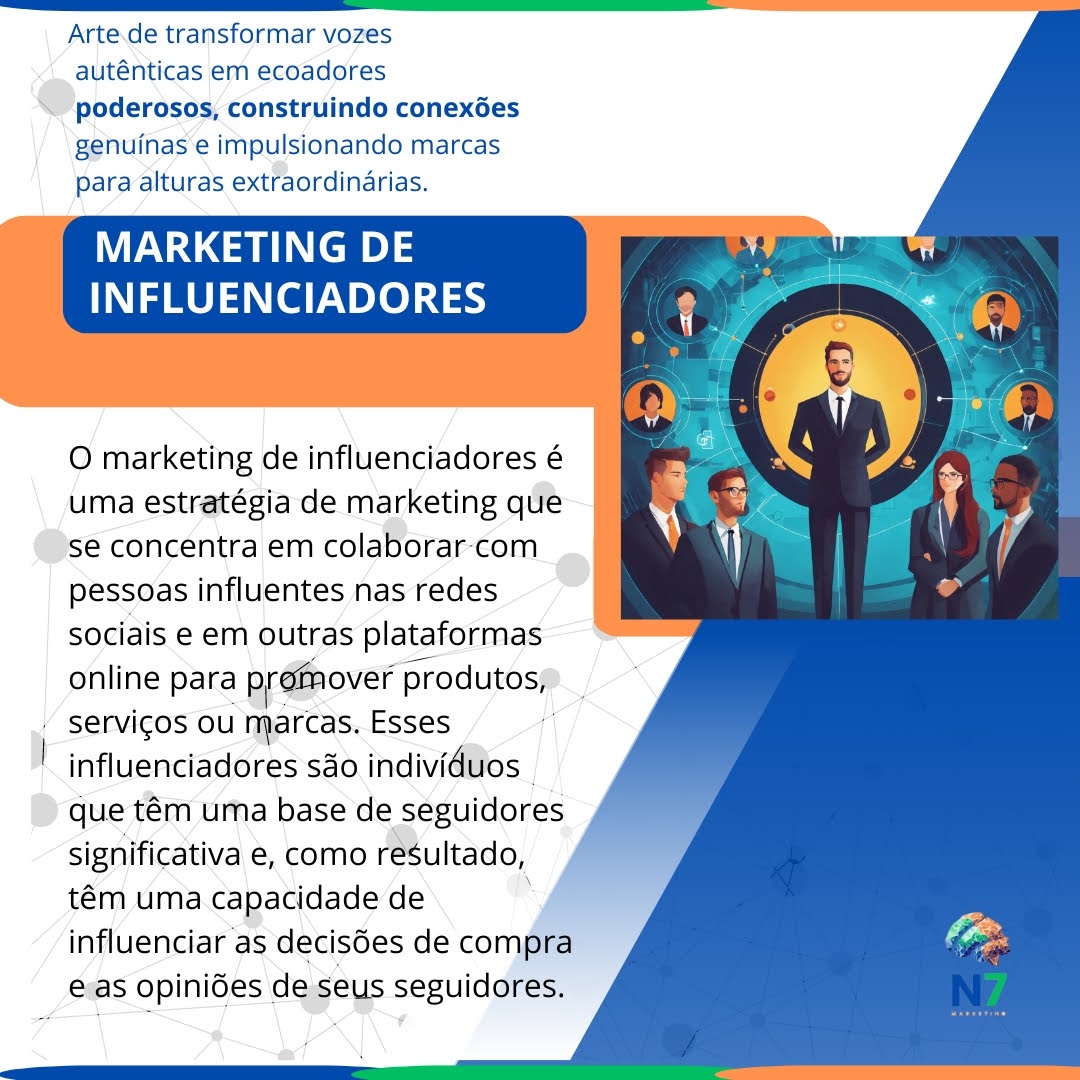 Arte de transformar vozes
autênticas em ecoadores
poderosos, construindo conexões
genuínas e impulsionando marcas
para alturas extraordinárias.
MARKETING DE
INFLUENCIADORES
O marketing de influenciadores é
uma estratégia de marketing que
se concentra em colaborar com
pessoas influentes nas redes
sociais e em outras plataformas
online para promover produtos,
serviços ou marcas. Esses
influenciadores são indivíduos
que têm uma base de seguidores
significativa e, como resultado,
têm uma capacidade de
influenciar as decisões de compra
e as opiniões de seus seguidores.
N7
MARKETING